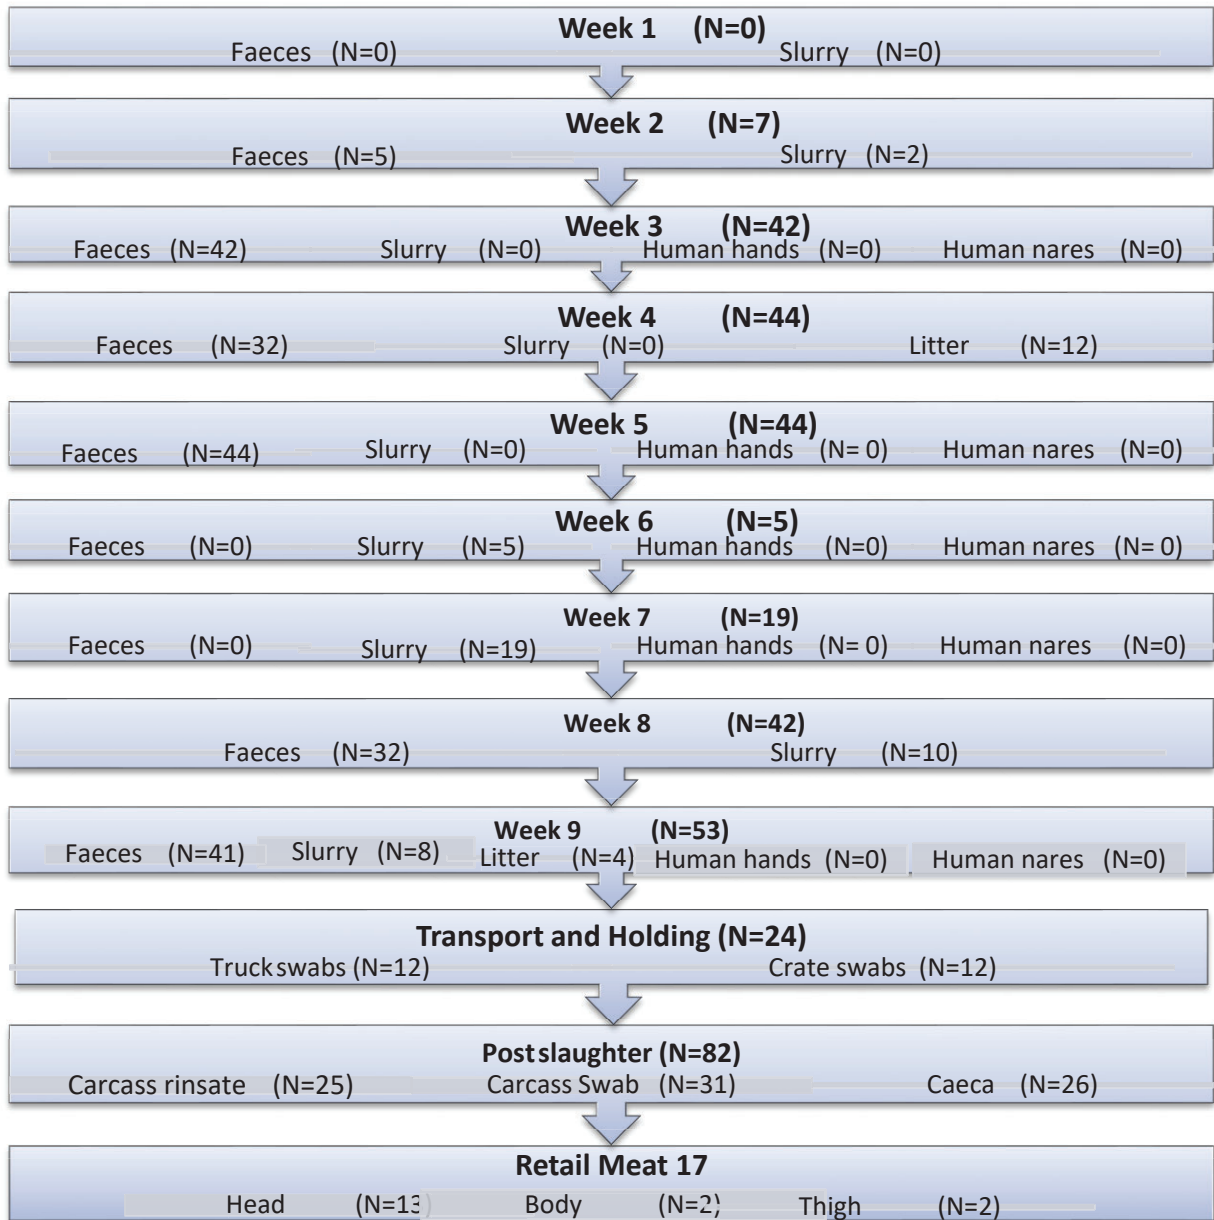 Week 1 (N=0)
Faeces (N=0) Slurry (N=0)
Week 2 (N=7)
Faeces (N=5) Slurry (N=2)
Week 3 (N=42)
Faeces (N=42) Slurry (N=0) Human hands (N=0) Human nares (N=0)
Week 4 (N=44)
Faeces (N=32) Slurry (N=0) Litter (N=12)
Week 5 (N=44)
Faeces (N=44) Slurry (N=0) Human hands (N= 0) Human nares (N=0)
Week 6 (N=5)
Faeces (N=0) Slurry (N=5) Human hands (N=0) Human nares (N= 0)
Week 7 (N=19)
Faeces (N=0) Slurry (N=19) Human hands (N= 0) Human nares (N=0)
Week 8 (N=42)
Faeces (N=32) Slurry (N=10)
Week 9 (N=53)
Faeces (N=41) Slurry (N=8) Litter (N=4) Human hands (N=0) Human nares (N=0)
Transport and Holding (N=24)
Truck swabs (N=12) Crate swabs (N=12)
Post slaughter (N=82)
Carcass rinsate (N=25) Carcass Swab (N=31) Caeca (N=26)
Retail Meat 17
Head (N=13) Body (N=2) Thigh (N=2)